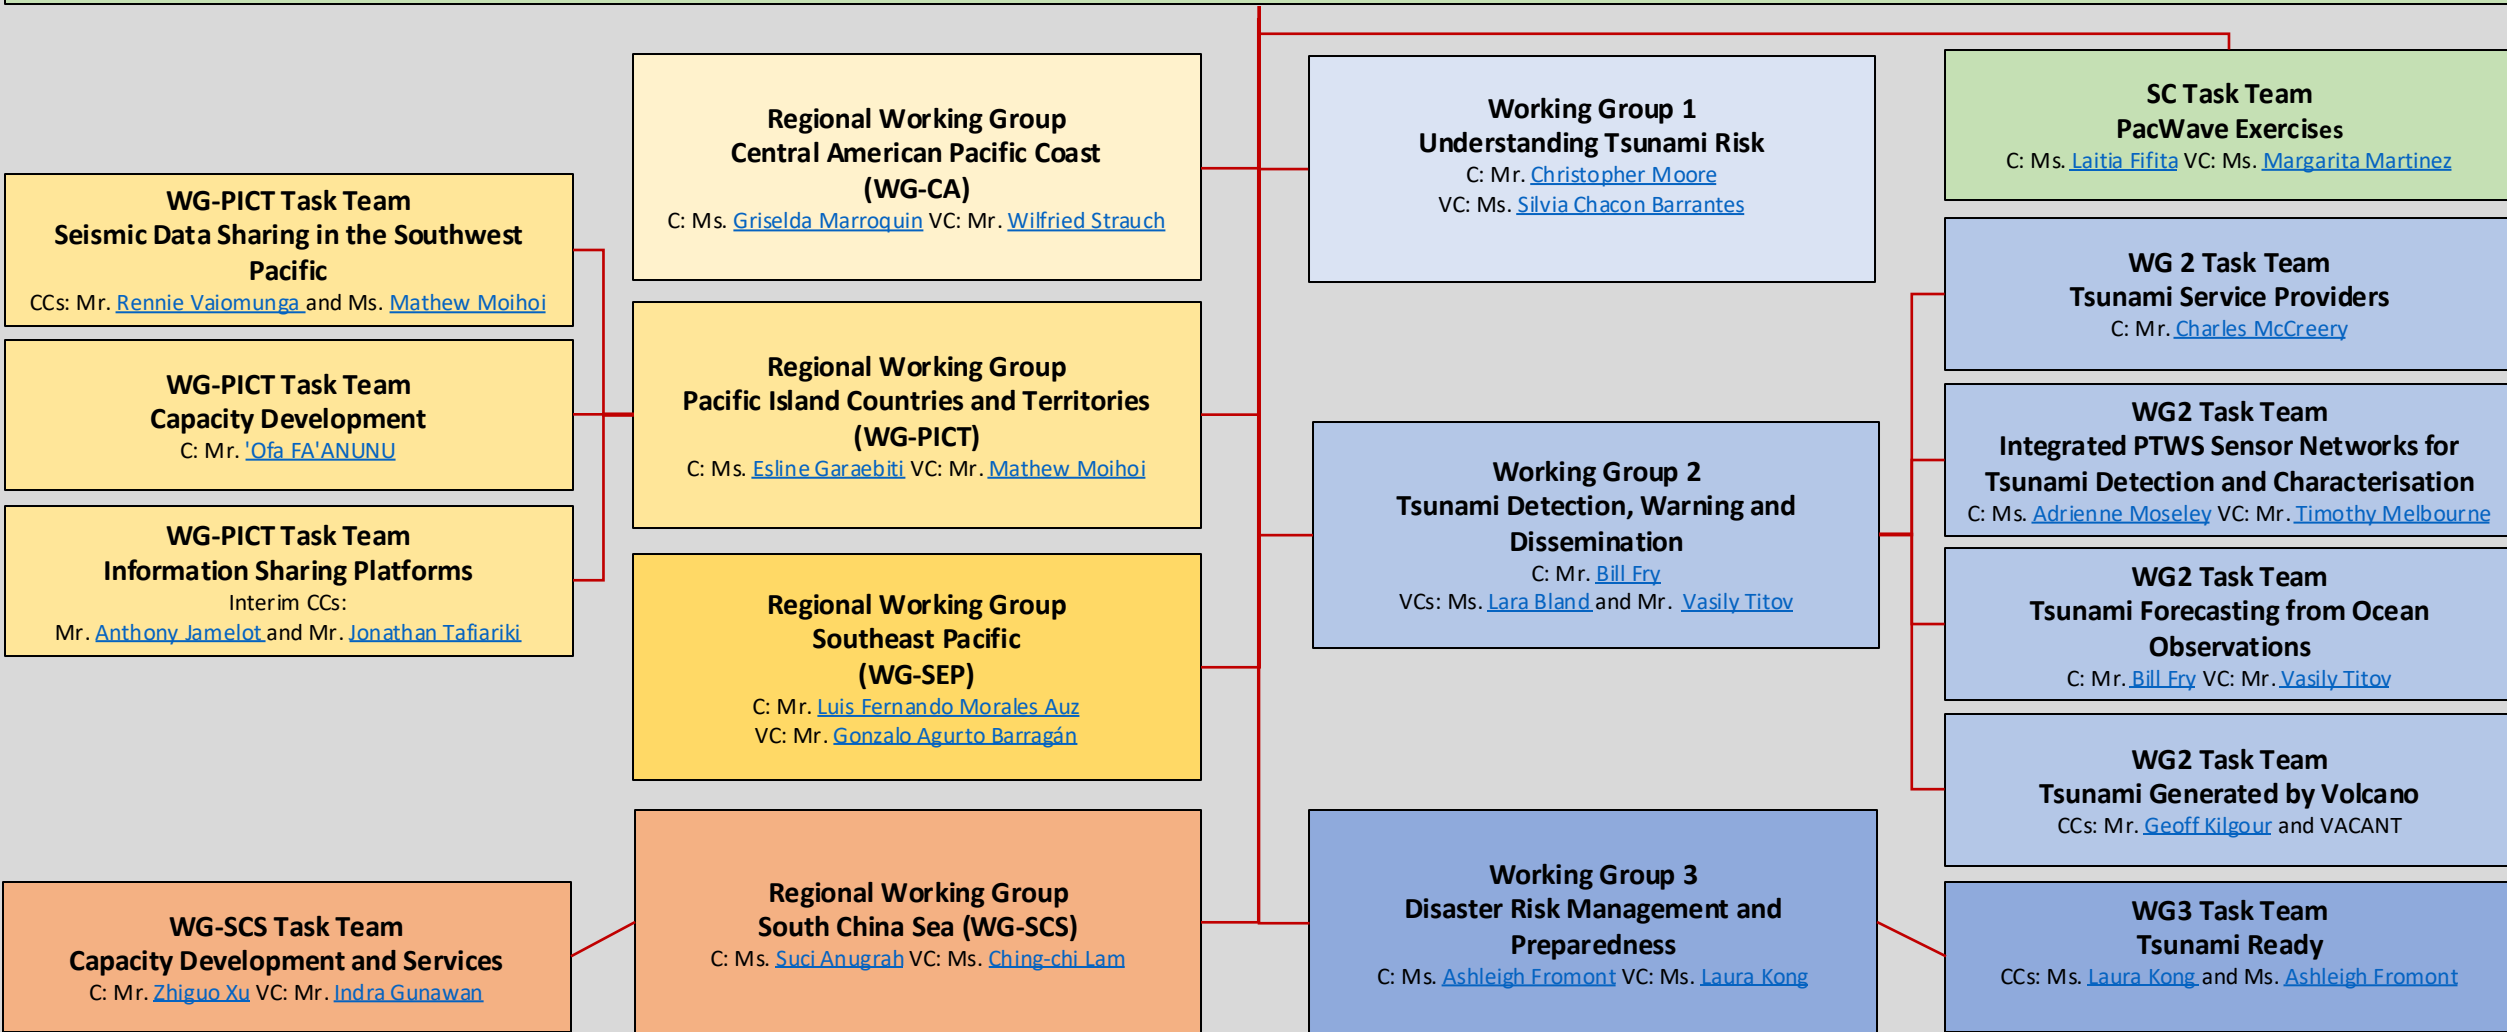 WG-PICT Task Team
Seismic Data Sharing in the Southwest
Pacific
CCs: Mr. Rennie Vaiomunga and Ms. Mathew Moihoi
WG-PICT Task Team
Capacity Development
C: Mr. 'Ofa FA'ANUNU
WG-PICT Task Team
Information Sharing Platforms
Interim CCs:
Mr. Anthony Jamelot and Mr. Jonathan Tafiariki
WG-SCS Task Team
Capacity Development and Services
C: Mr. Zhiguo Xu VC: Mr. Indra Gunawan
Regional Working Group
Central American Pacific Coast
(WG-CA)
C: Ms. Griselda Marroquin VC: Mr. Wilfried Strauch
Regional Working Group
Pacific Island Countries and Territories
(WG-PICT)
C: Ms. Esline Garaebiti VC: Mr. Mathew Moihoi
Regional Working Group
Southeast Pacific
(WG-SEP)
C: Mr. Luis Fernando Morales Auz
VC: Mr. Gonzalo Agurto Barragán
Regional Working Group
South China Sea (WG-SCS)
C: Ms. Suci Anugrah VC: Ms. Ching-chi Lam
Working Group 1
Understanding Tsunami Risk
C: Mr. Christopher Moore
VC: Ms. Silvia Chacon Barrantes
Working Group 2
Tsunami Detection, Warning and
Dissemination
C: Mr. Bill Fry
VCs: Ms. Lara Bland and Mr. Vasily Titov
Working Group 3
Disaster Risk Management and
Preparedness
C: Ms. Ashleigh Fromont VC: Ms. Laura Kong
SC Task Team
PacWave Exercises
C: Ms. Laitia Fifita VC: Ms. Margarita Martinez
WG 2 Task Team
Tsunami Service Providers
C: Mr. Charles McCreery
WG2 Task Team
Integrated PTWS Sensor Networks for
Tsunami Detection and Characterisation
C: Ms. Adrienne Moseley VC: Mr. Timothy Melbourne
WG2 Task Team
Tsunami Forecasting from Ocean
Observations
C: Mr. Bill Fry VC: Mr. Vasily Titov
WG2 Task Team
Tsunami Generated by Volcano
CCs: Mr. Geoff Kilgour and VACANT
WG3 Task Team
Tsunami Ready
CCs: Ms. Laura Kong and Ms. Ashleigh Fromont